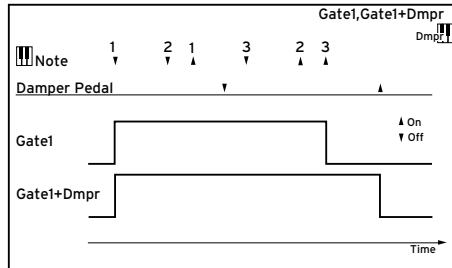 Gate1,Gate1+Dmpr
Dmpr
1 2 1 3 2 3
Note
Damper Pedal
On
Off
Gate1
Gate1+Dmpr
Time